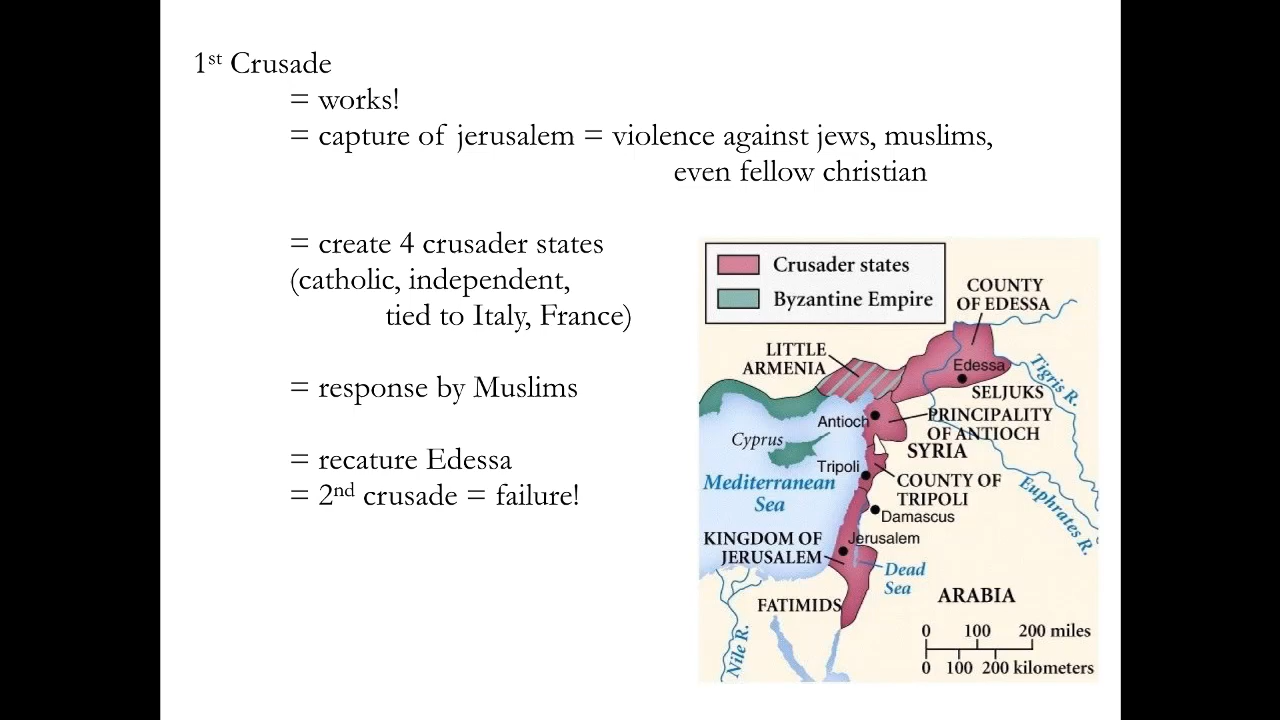 1st Crusade
= works!
= capture of jerusalem = violence against jews, muslims,
even fellow christian
= create 4 crusader states
(catholic, independent,
tied to Italy, France)
= response by Muslims
= recature Edessa
= 2nd crusade = failure!
Crusader states
Byzantine Empire
COUNTY
OF EDESSA
LITTLE
ARMENIA
Edessa
Tigris R.
SELJUKS
Antioch
PRINCIPALITY
OF ANTIOCH
Cyprus
SYRIA
Tripoli
COUNTY OF
TRIPOLI
Mediterranean
Sea
Euphrates R.
Damascus
KINGDOM OF
JERUSALEM
Jerusalem
Dead
Sea
FATIMIDS
ARABIA
Nile R.
0 100 200 miles
0 100 200 kilometers